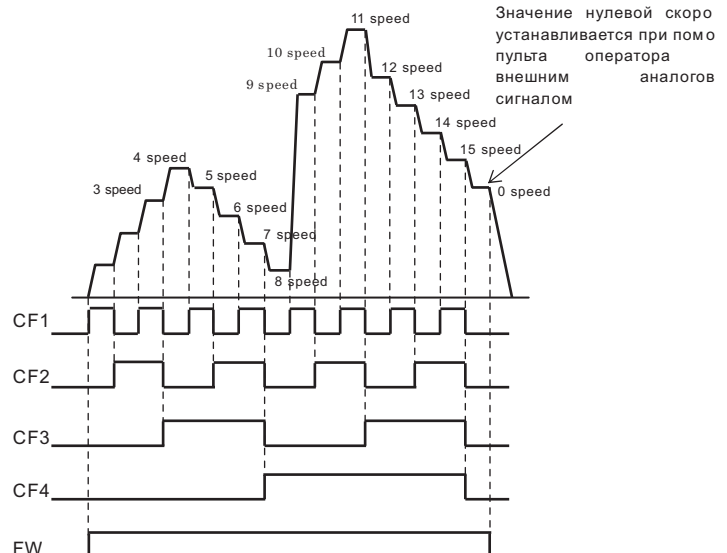 11 speed
Значение нулевой скоро
устанавливается при помо
пульта оператора
внешним аналогов
сигналом
10 speed
9 speed
12 speed
13 speed
14 speed
15 speed
0 speed
4 speed
3 speed
5 speed
6 speed
7 speed
8 speed
CF1
CF2
CF3
CF4
FW